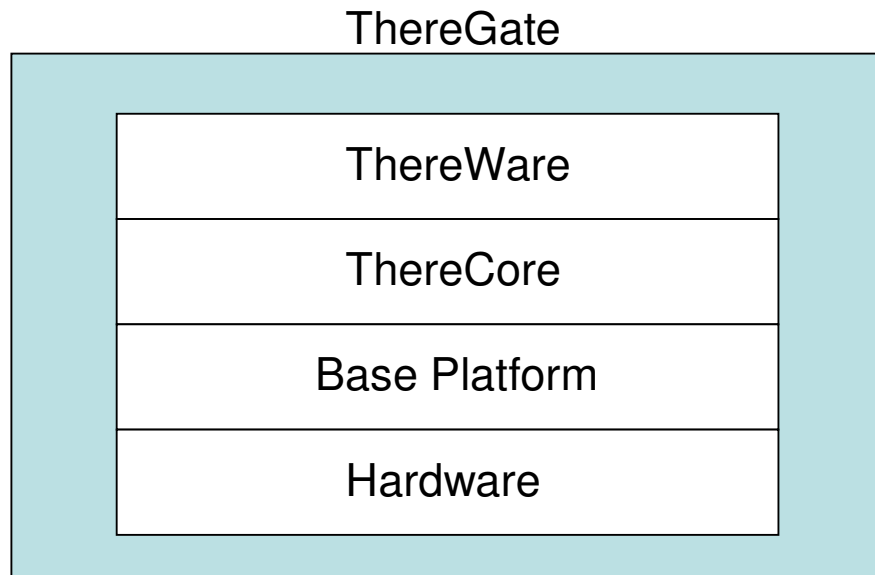 ThereGate
ThereWare
ThereCore
Base Platform
Hardware